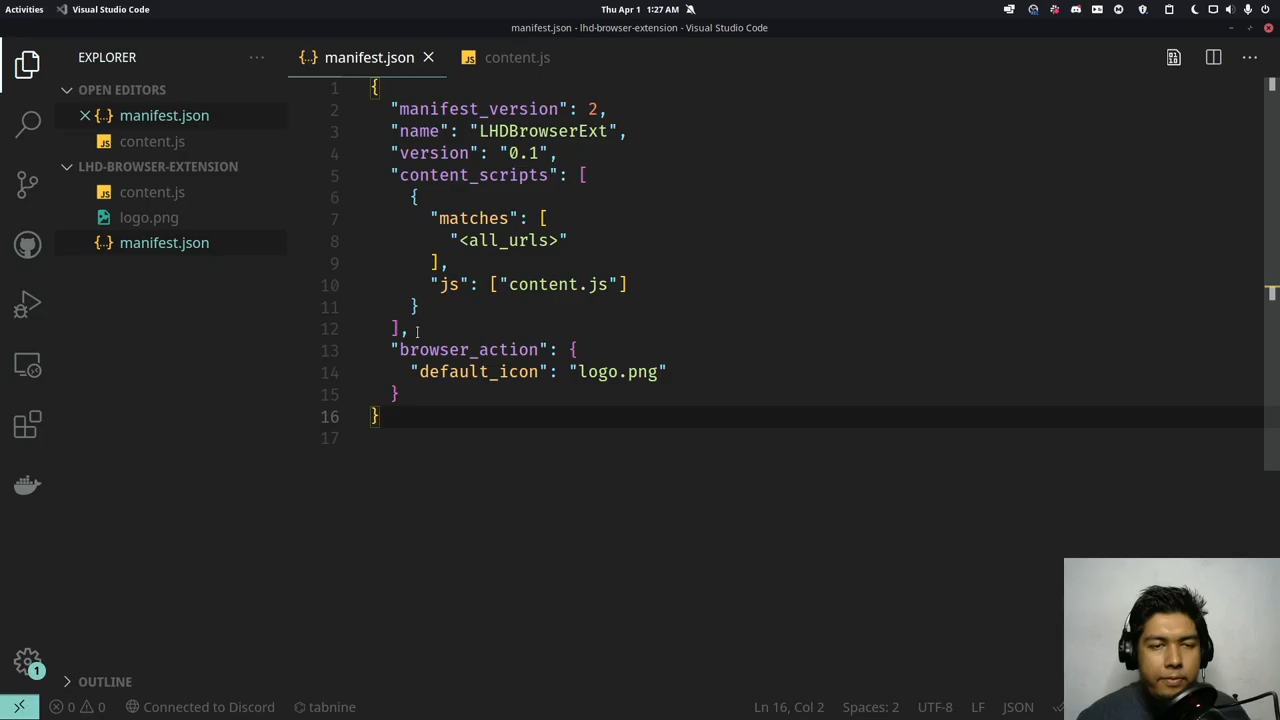 Activities
Visual Studio Code
Thu Apr 1 1:27 AM
manifest.json - lhd-browser-extension - Visual Studio Code
EXPLORER
manifest.json
content.js
OPEN EDITORS
manifest.json
content.js
LHD-BROWSER-EXTENSION
content.js
logo.png
manifest.json
1 {
2 "manifest_version": 2,
3 "name": "LHDBrowserExt",
4 "version": "0.1",
5 "content_scripts": [
6 {
7 "matches": [
8 "<all_urls>"
9 ],
10 "js": ["content.js"]
11 }
12 ],
13 "browser_action": {
14 "default_icon": "logo.png"
15 }
16 }
17
1
OUTLINE
0 0 Connected to Discord tabnine
Ln 16, Col 2 Spaces: 2 UTF-8 LF JSON